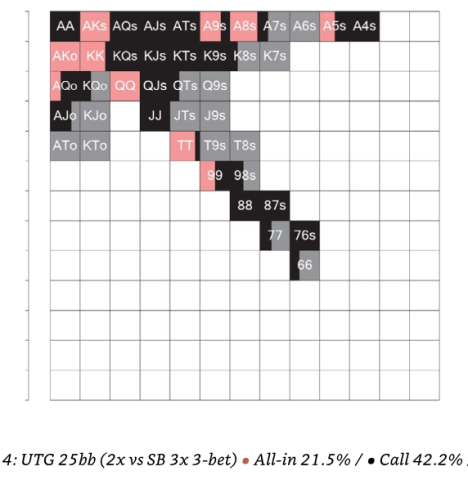 AA AKs AQs AJs ATs A9s A8s A7s A6s A5s A4s
AKo KK KQs KJs KTs K9s K8s K7s
AQo KQo QQ QJs QTs Q9s
AJo KJo JJ JTs J9s
ATo KTo TT T9s T8s
99 98s
88 87s
77 76s
66
4: UTG 25bb (2x vs SB 3x 3-bet) • All-in 21.5% / • Call 42.2% /